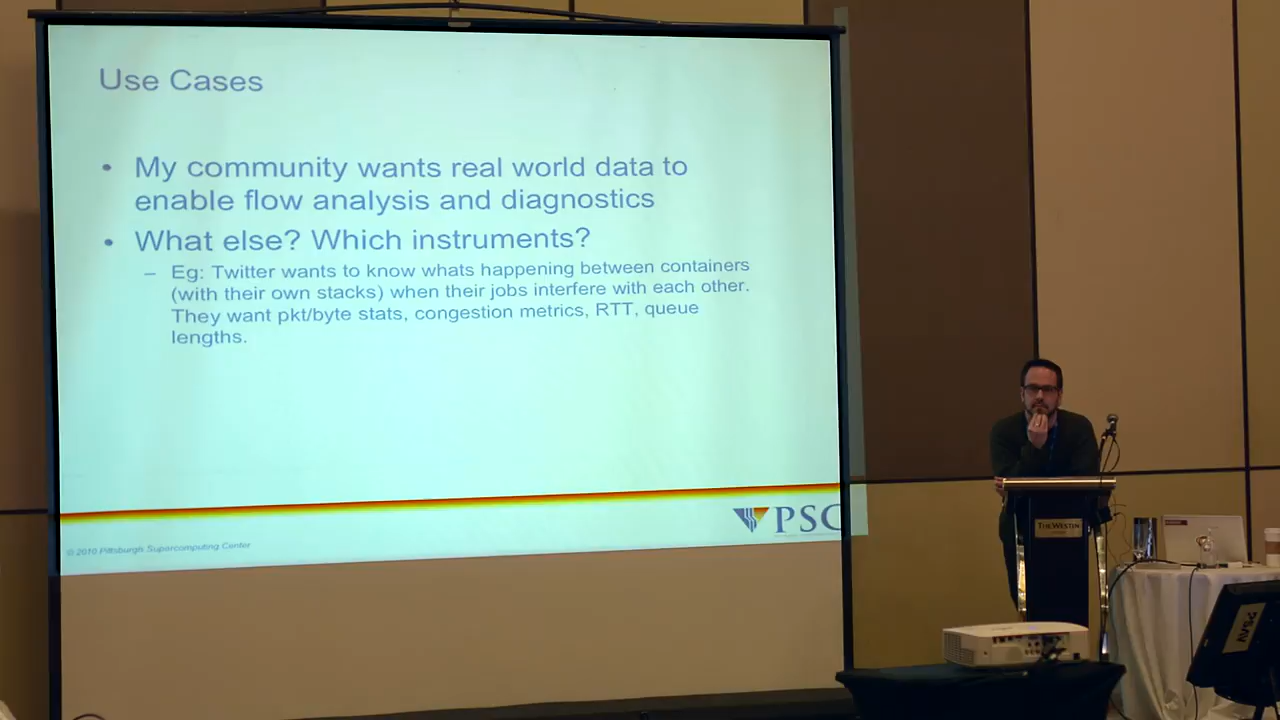 Use Cases
• My community wants real world data to
enable flow analysis and diagnostics
• What else? Which instruments?
– Eg: Twitter wants to know whats happening between containers
(with their own stacks) when their jobs interfere with each other.
They want pkt/byte stats, congestion metrics, RTT, queue
lengths.
PSC
© 2010 Pittsburgh Supercomputing Center
THE WESTIN
PSAV